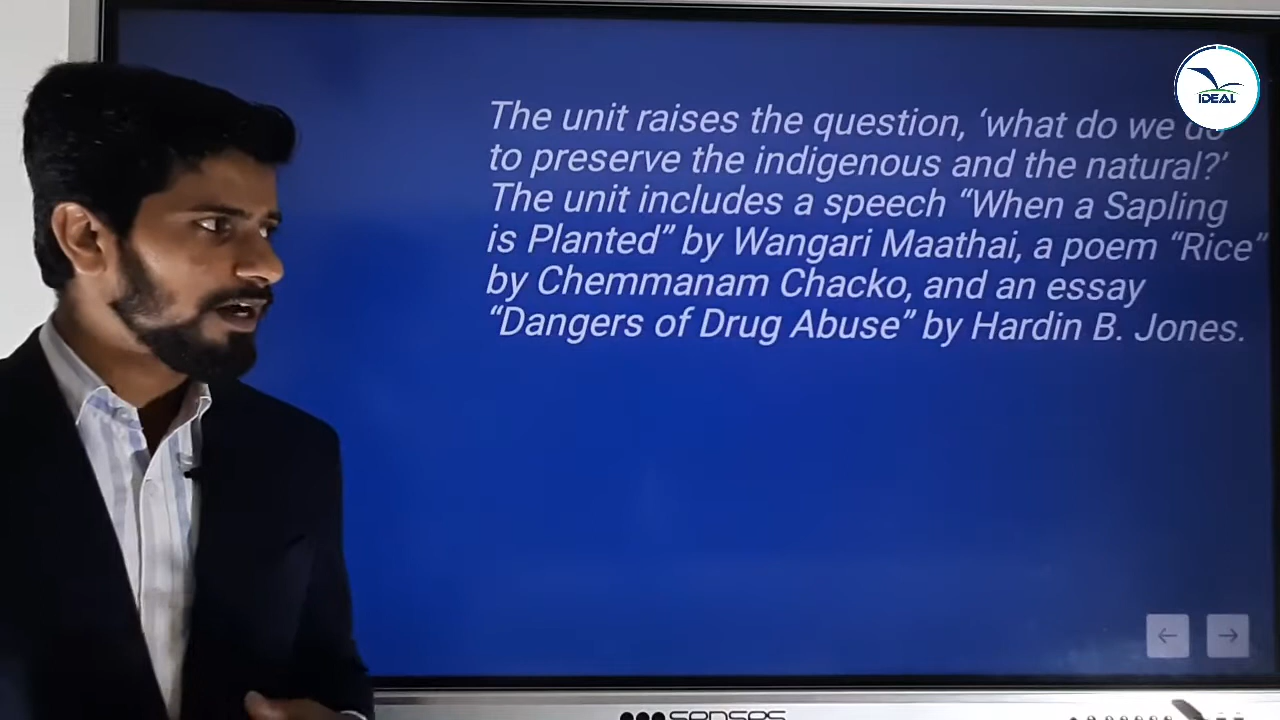 IDEAL
The unit raises the question, ‘what do we do
to preserve the indigenous and the natural?’
The unit includes a speech “When a Sapling
is Planted” by Wangari Maathai, a poem “Rice”
by Chemmanam Chacko, and an essay
“Dangers of Drug Abuse” by Hardin B. Jones.
senses